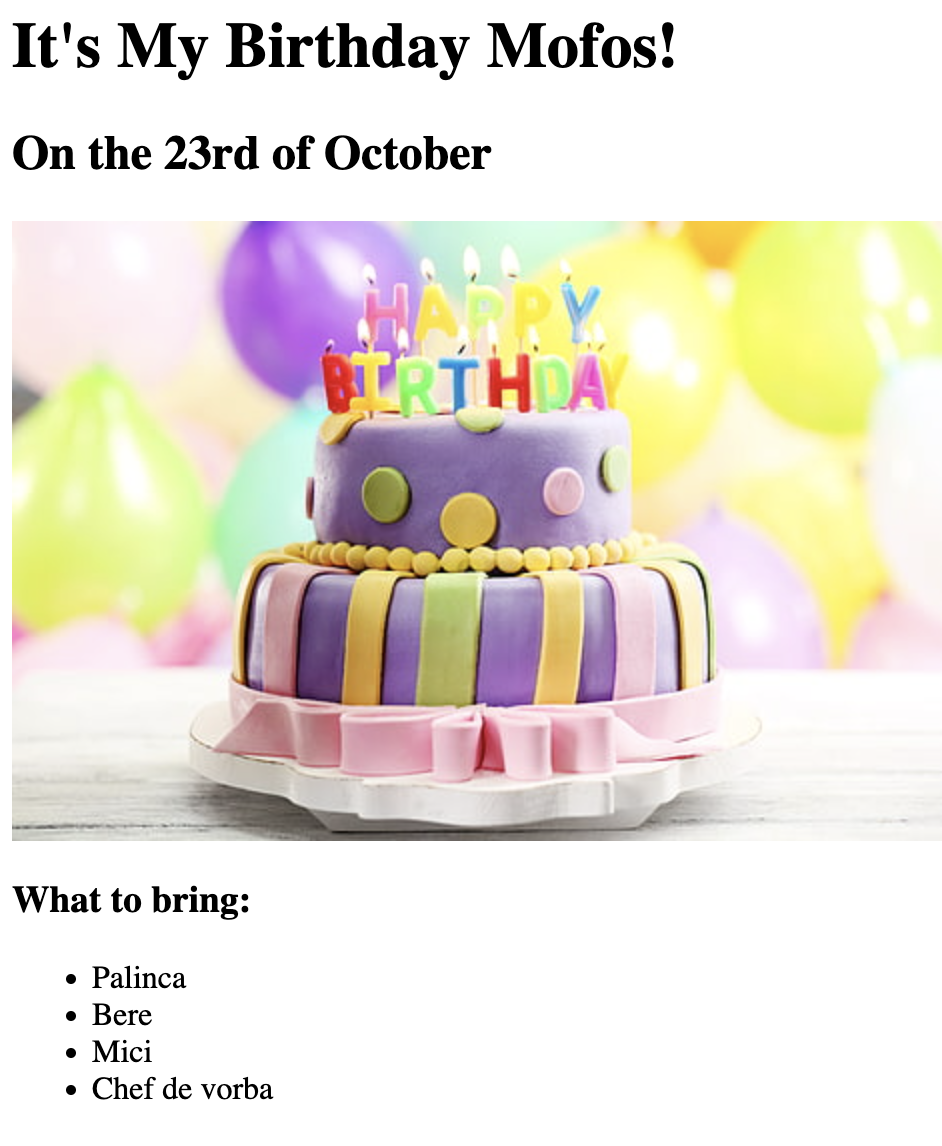 It's My Birthday Mofos!
On the 23rd of October
HAPPY
BIRTHDAY
What to bring:
Palinca
Bere
Mici
Chef de vorba